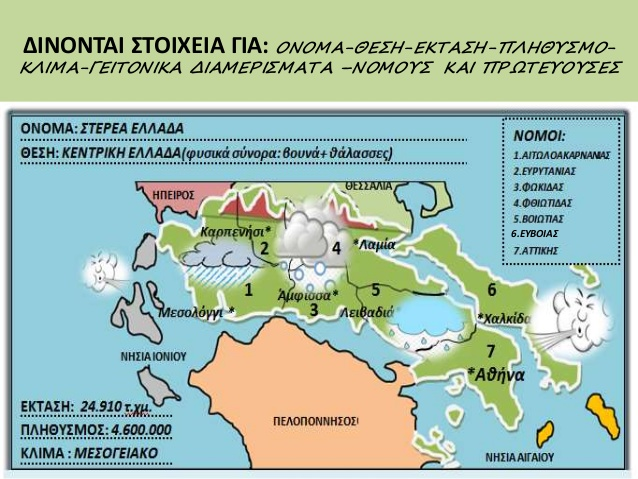 ΔΙΝΟΝΤΑΙ ΣΤΟΙΧΕΙΑ ΓΙΑ: ΟΝΟΜΑ-ΘΕΣΗ-ΕΚΤΑΣΗ-ΠΛΗΘΥΣΜΟ-
ΚΛΙΜΑ-ΓΕΙΤΟΝΙΚΑ ΔΙΑΜΕΡΙΣΜΑΤΑ –ΝΟΜΟΥΣ ΚΑΙ ΠΡΩΤΕΥΟΥΣΕΣ
ΟΝΟΜΑ: ΣΤΕΡΕΑ ΕΛΛΑΔΑ
ΘΕΣΗ: ΚΕΝΤΡΙΚΗ ΕΛΛΑΔΑ(φυσικά σύνορα: βουνά+ θάλασσες)
ΝΟΜΟΙ:
1.ΑΙΤΩΛΟΑΚΑΡΝΑΝΙΑΣ
2.ΕΥΡΥΤΑΝΙΑΣ
3.ΦΩΚΙΔΑΣ
4.ΦΘΙΩΤΙΔΑΣ
5.ΒΟΙΩΤΙΑΣ
6.ΕΥΒΟΙΑΣ
7.ΑΤΤΙΚΗΣ
ΗΠΕΙΡΟΣ
ΘΕΣΣΑΛΙΑ
Καρπενήσι*
2
4
*Λαμία
1
Άμφισσα*
5
6
Μεσολόγγι *
3
Λειβαδιά*
*Χαλκίδα
7
*Αθήνα
ΝΗΣΙΑ ΙΟΝΙΟΥ
ΕΚΤΑΣΗ: 24.910 τ.χμ.
ΠΛΗΘΥΣΜΟΣ: 4.600.000
ΚΛΙΜΑ : ΜΕΣΟΓΕΙΑΚΟ
ΠΕΛΟΠΟΝΝΗΣΟΣ
ΝΗΣΙΑ ΑΙΓΑΙΟΥ